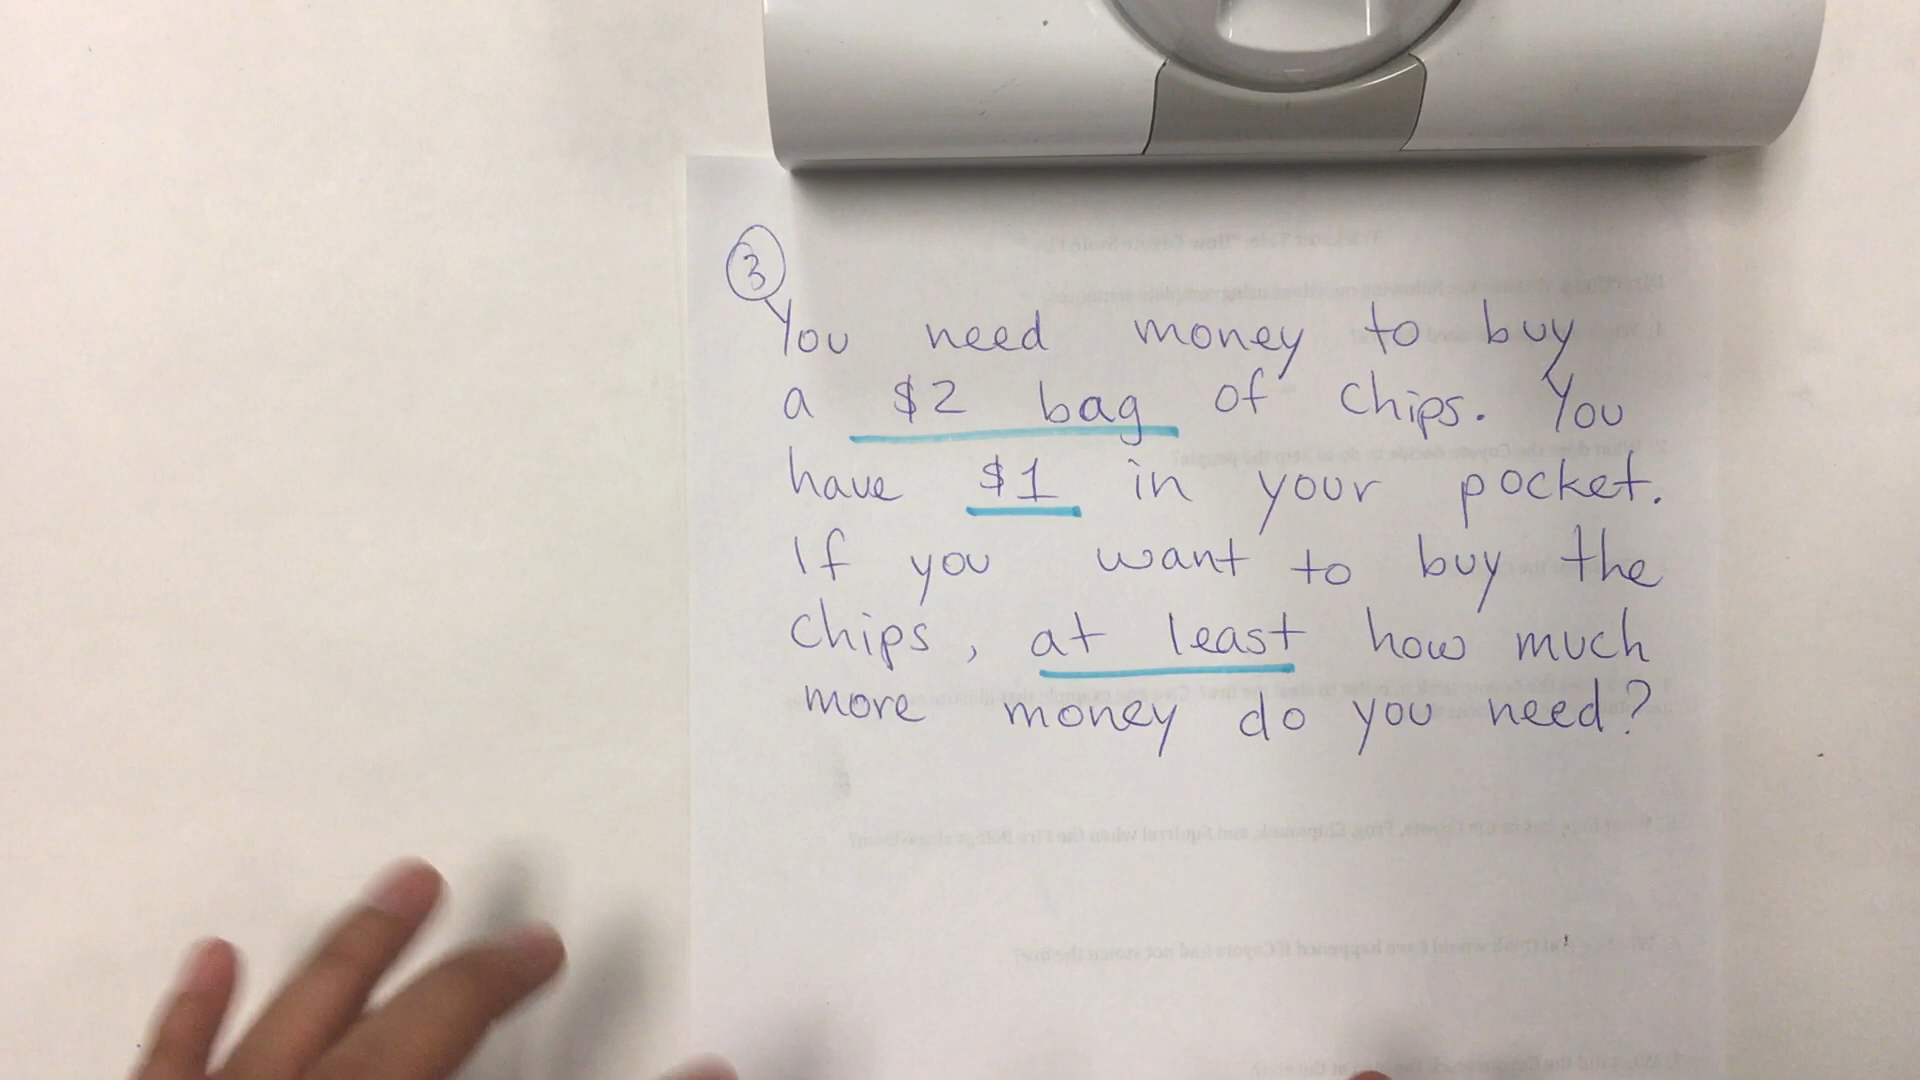 3
You need money to buy
a $2 bag of chips. You
have $1 in your pocket.
If you want to buy the
chips, at least how much
more money do you need?